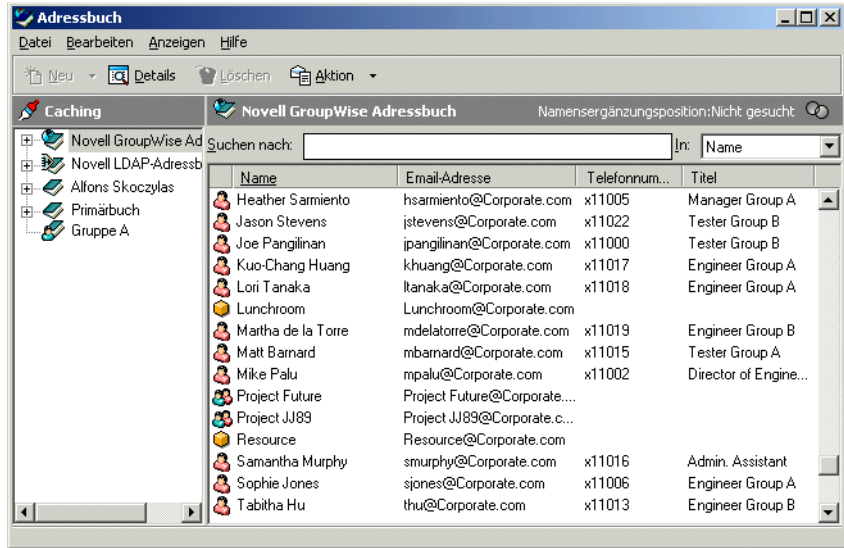 Adressbuch
Datei Bearbeiten Anzeigen Hilfe
Neu Details Löschen Aktion
Caching
Novell GroupWise Adressbuch Namensergänzungsposition:Nicht gesucht
Novell GroupWise Ad
Novell LDAP-Adressb
Alfons Skoczylas
Primärbuch
Gruppe A
Suchen nach: In: Name
Name Email-Adresse Telefonnum... Titel
Heather Sarmiento hsarmiento@Corporate.com x11005 Manager Group A
Jason Stevens jstevens@Corporate.com x11022 Tester Group B
Joe Pangilinan jpangilinan@Corporate.com x11000 Tester Group B
Kuo-Chang Huang khuang@Corporate.com x11017 Engineer Group A
Lori Tanaka ltanaka@Corporate.com x11018 Engineer Group A
Lunchroom Lunchroom@Corporate.com
Martha de la Torre mdelatorre@Corporate.com x11019 Engineer Group B
Matt Barnard mbarnard@Corporate.com x11015 Tester Group A
Mike Palu mpalu@Corporate.com x11002 Director of Engine...
Project Future Project Future@Corporate....
Project JJ89 Project JJ89@Corporate.c...
Resource Resource@Corporate.com
Samantha Murphy smurphy@Corporate.com x11016 Admin. Assistant
Sophie Jones sjones@Corporate.com x11006 Engineer Group A
Tabitha Hu thu@Corporate.com x11013 Engineer Group B